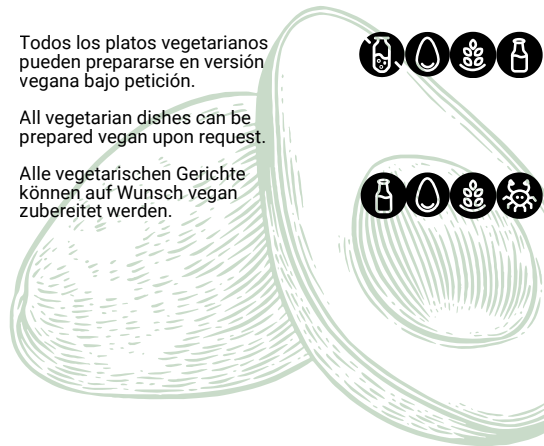 Todos los platos vegetarianos
pueden prepararse en versión
vegana bajo petición.
All vegetarian dishes can be
prepared vegan upon request.
Alle vegetarischen Gerichte
können auf Wunsch vegan
zubereitet werden.